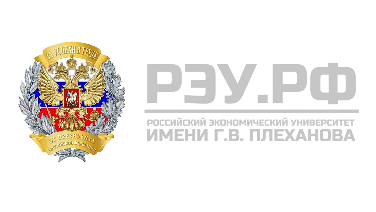 РЭУ.РФ
РОССИЙСКИЙ ЭКОНОМИЧЕСКИЙ УНИВЕРСИТЕТ
ИМЕНИ Г.В. ПЛЕХАНОВА